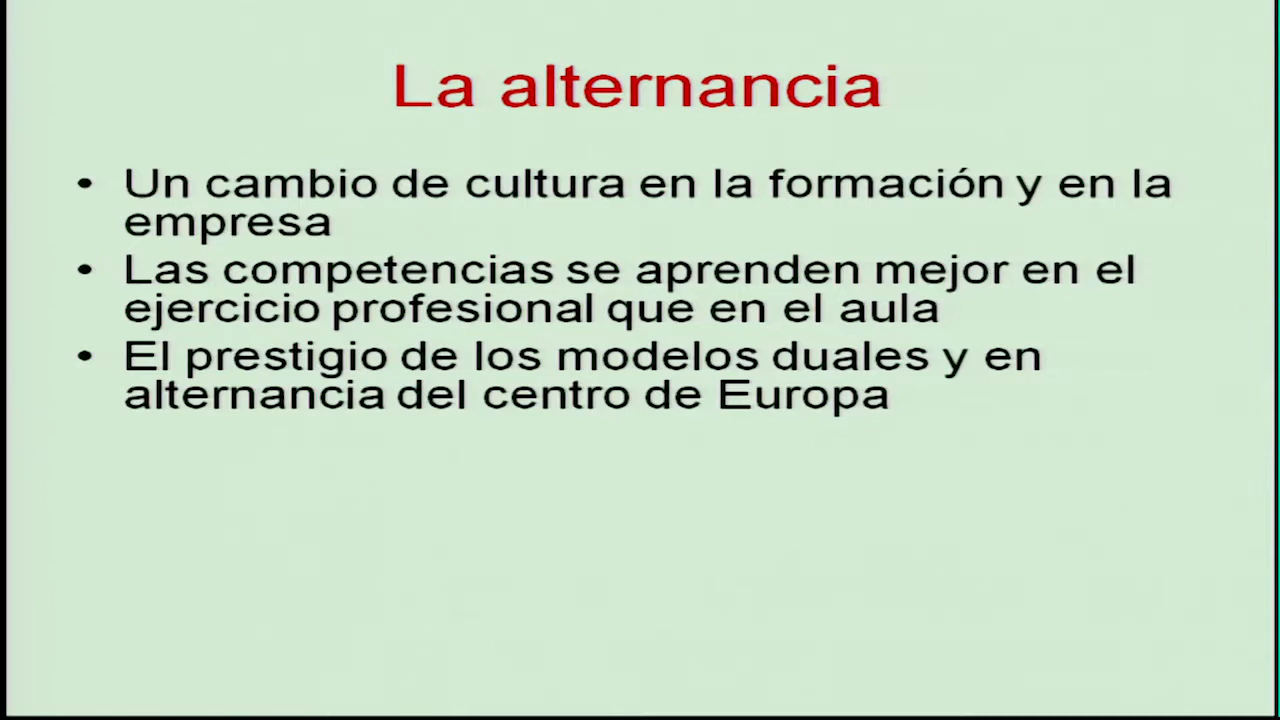 La alternancia
• Un cambio de cultura en la formación y en la
empresa
• Las competencias se aprenden mejor en el
ejercicio profesional que en el aula
• El prestigio de los modelos duales y en
alternancia del centro de Europa